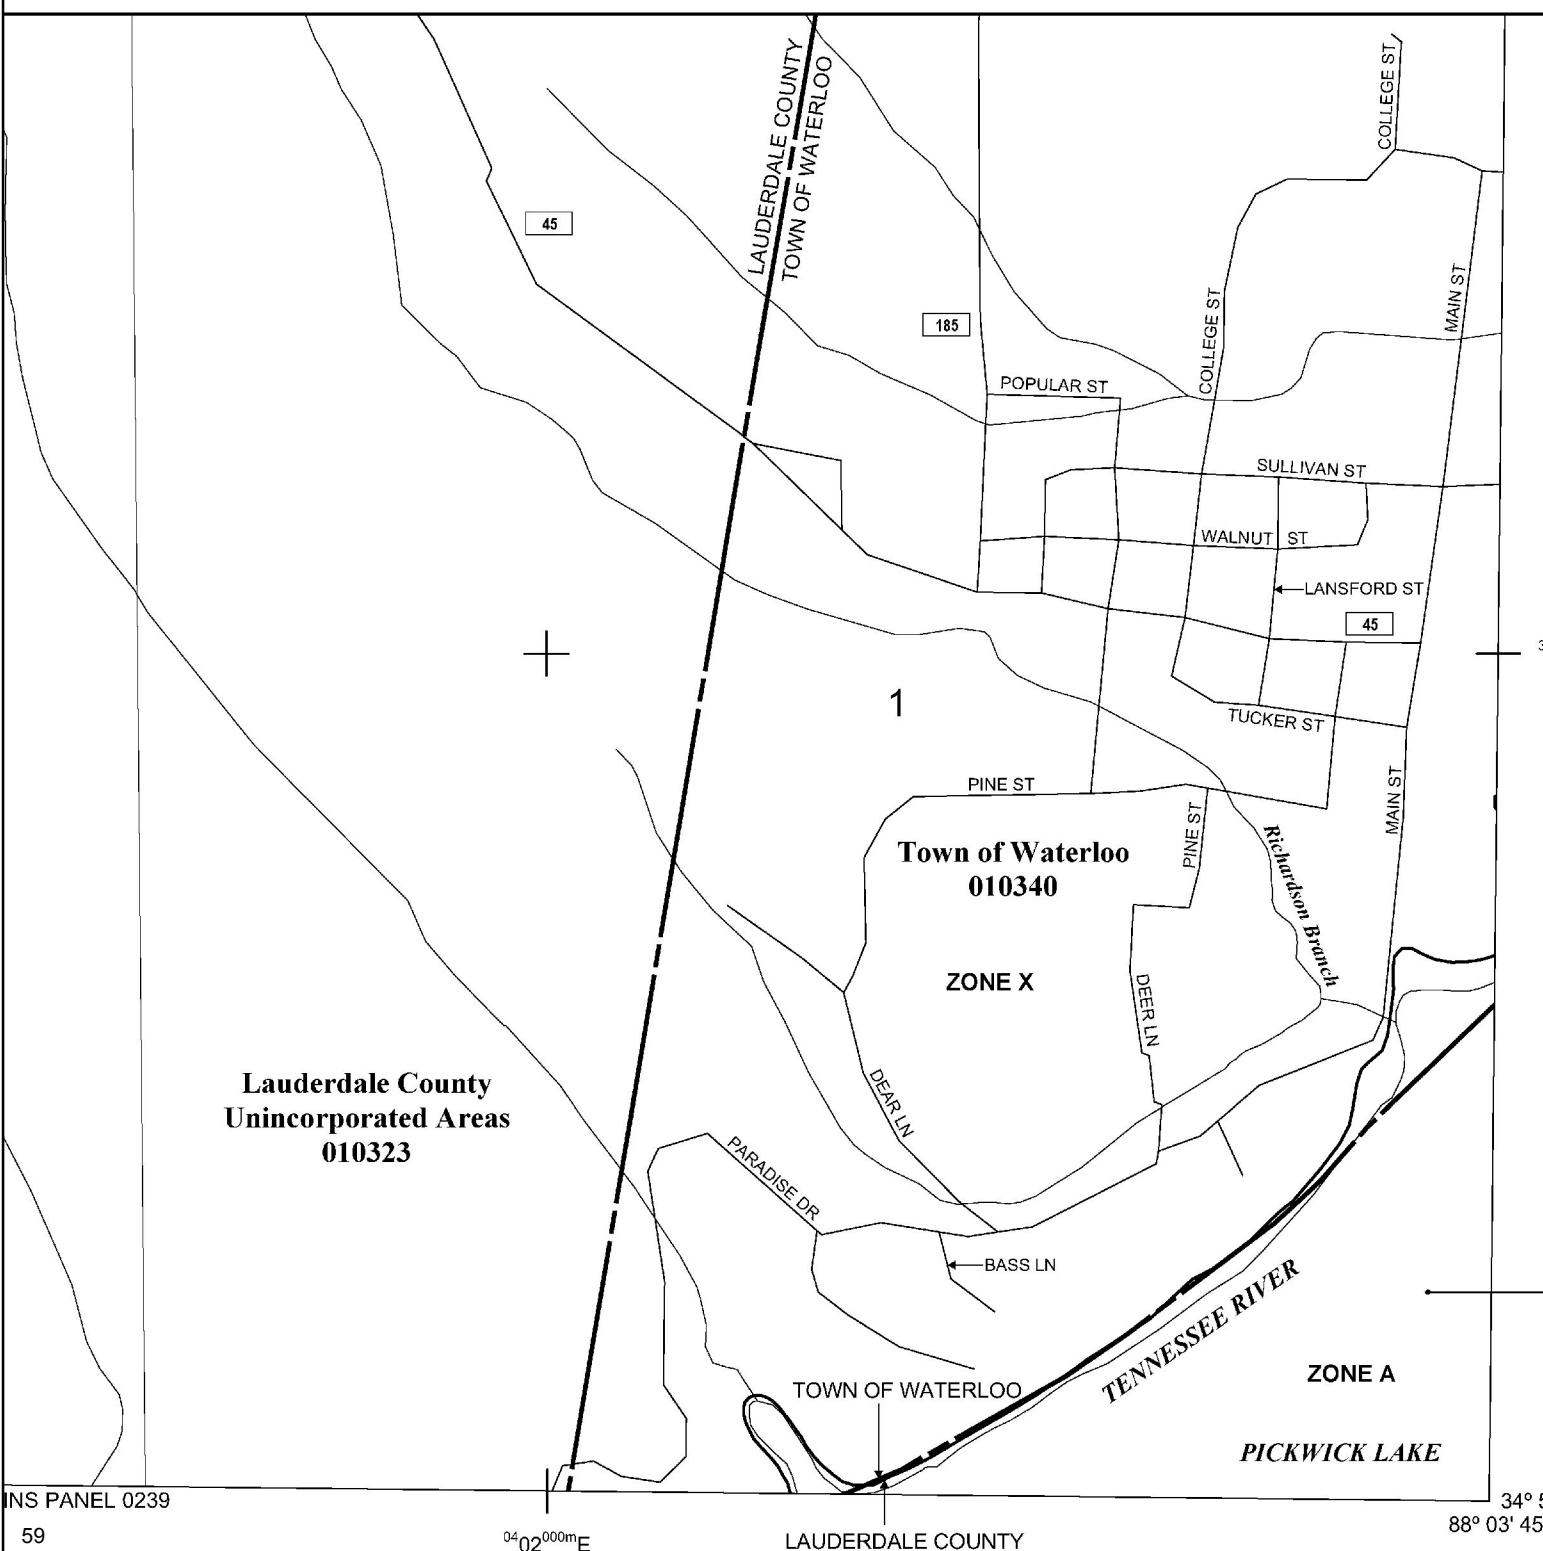 LAUDERDALE COUNTY
TOWN OF WATERLOO
COLLEGE ST
45
185
MAIN ST
COLLEGE ST
POPULAR ST
SULLIVAN ST
WALNUT ST
LANSFORD ST
45
1
TUCKER ST
PINE ST
MAIN ST
PINE ST
Richardson Branch
Town of Waterloo
010340
ZONE X
DEER LN
DEAR LN
Lauderdale County
Unincorporated Areas
010323
PARADISE DR
BASS LN
TENNESSEE RIVER
ZONE A
TOWN OF WATERLOO
PICKWICK LAKE
INS PANEL 0239
34º 5
88º 03' 45
59
0402000mE
LAUDERDALE COUNTY